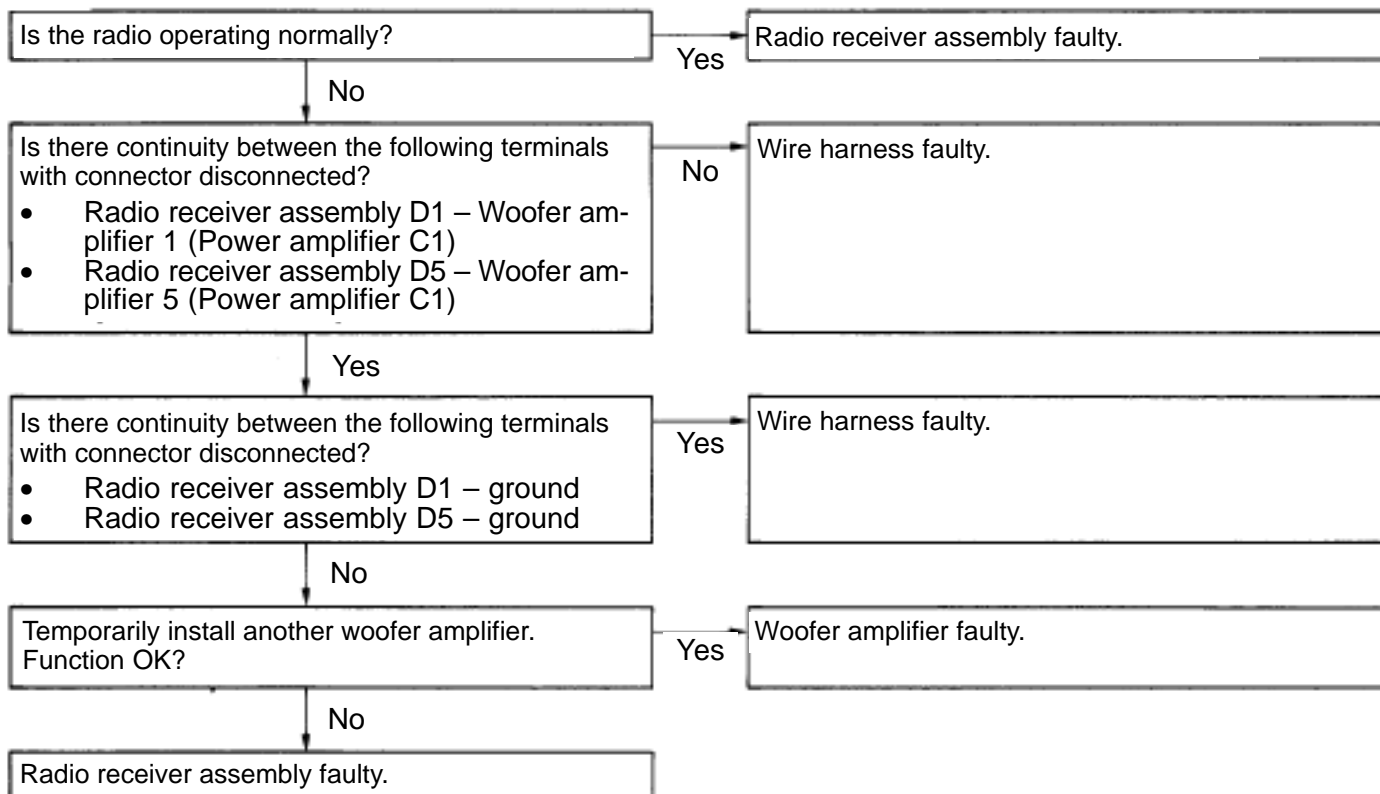 Is the radio operating normally?
Yes
Radio receiver assembly faulty.
No
Is there continuity between the following terminals
with connector disconnected?
• Radio receiver assembly D1 – Woofer am-
plifier 1 (Power amplifier C1)
• Radio receiver assembly D5 – Woofer am-
plifier 5 (Power amplifier C1)
No
Wire harness faulty.
Yes
Is there continuity between the following terminals
with connector disconnected?
• Radio receiver assembly D1 – ground
• Radio receiver assembly D5 – ground
Yes
Wire harness faulty.
No
Temporarily install another woofer amplifier.
Function OK?
Yes
Woofer amplifier faulty.
No
Radio receiver assembly faulty.